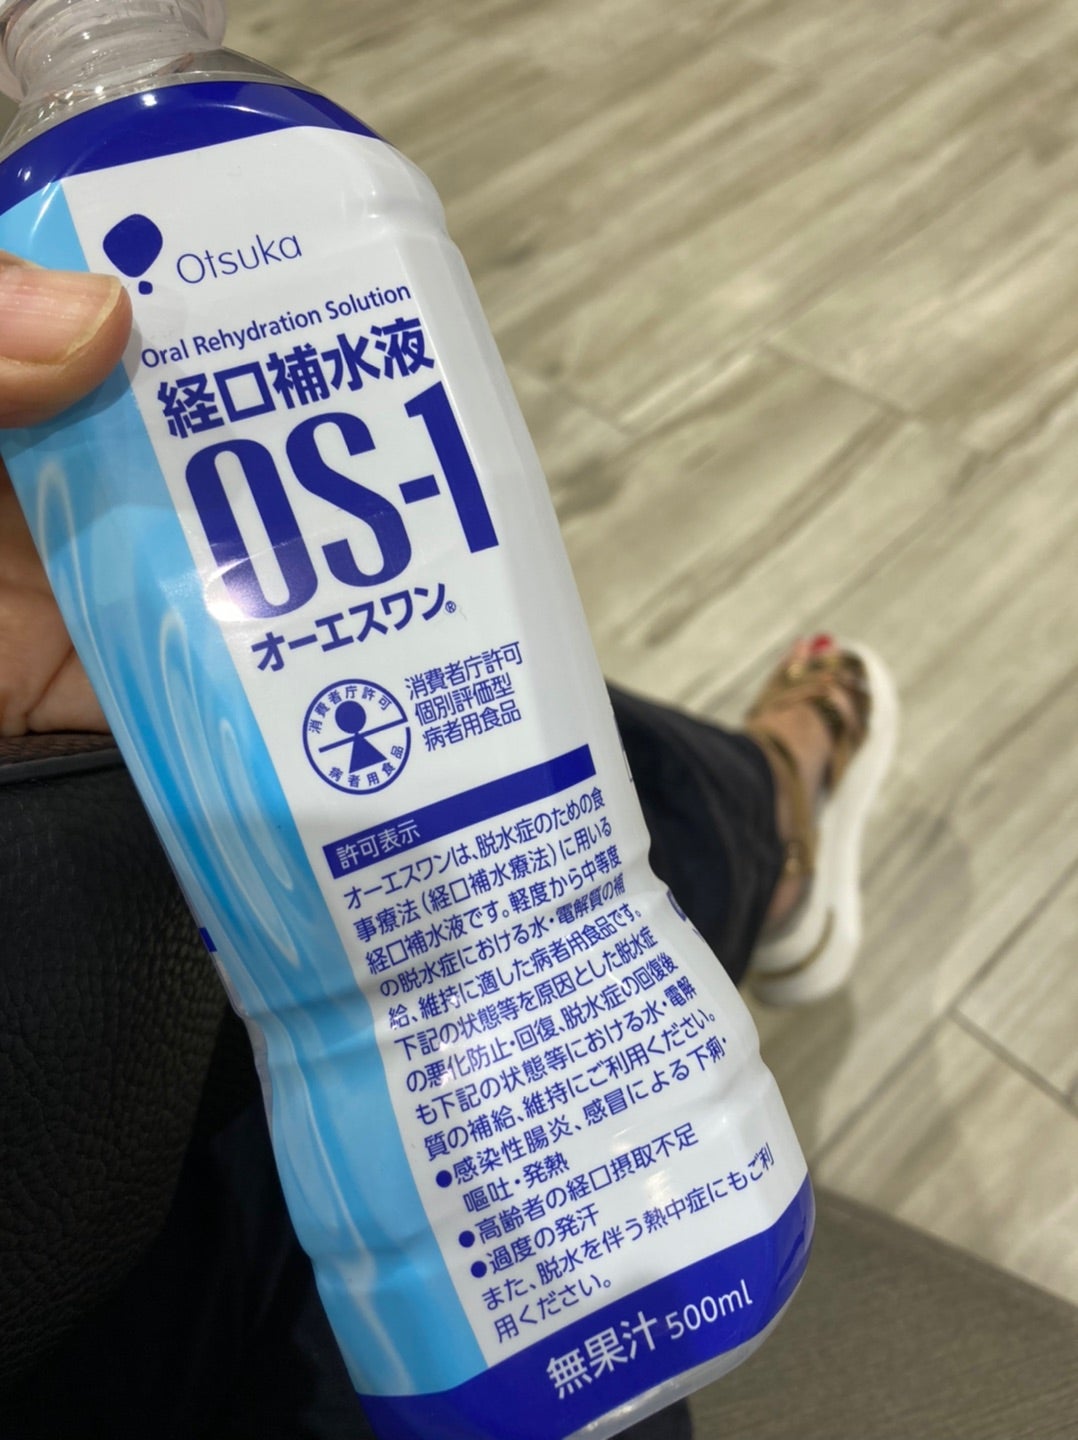 Otsuka
Oral Rehydration Solution
経口補水液
OS-1
オーエスワン®
消費者庁許可
病者用食品
消費者庁許可
個別評価型
病者用食品
許可表示
オーエスワンは、脱水症のための食
事療法(経口補水療法)に用いる
経口補水液です。軽度から中等度
の脱水症における水・電解質の補
給、維持に適した病者用食品です。
下記の状態等を原因とした脱水症
の悪化防止・回復、脱水症の回復後
も下記の状態等における水・電解
質の補給、維持にご利用ください。
●感染性腸炎、感冒による下痢・
嘔吐・発熱
●高齢者の経口摂取不足
●過度の発汗
また、脱水を伴う熱中症にもご利
用ください。
無果汁 500ml